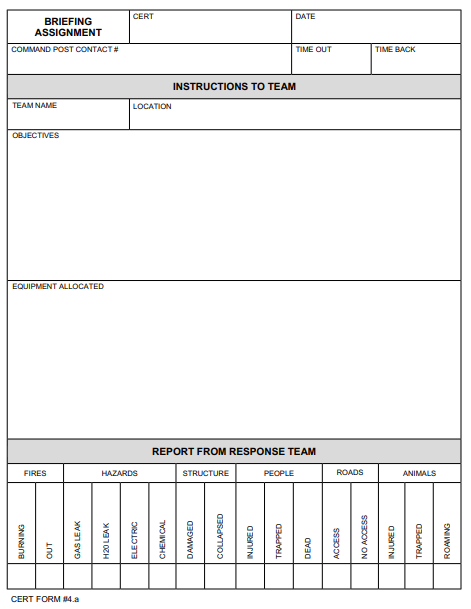 BRIEFING
ASSIGNMENT
CERT
DATE
COMMAND POST CONTACT #
TIME OUT
TIME BACK
INSTRUCTIONS TO TEAM
TEAM NAME
LOCATION
OBJECTIVES
EQUIPMENT ALLOCATED
REPORT FROM RESPONSE TEAM
FIRES
HAZARDS
STRUCTURE
PEOPLE
ROADS
ANIMALS
BURNING
OUT
GAS LEAK
H20 LEAK
ELECTRIC
CHEMICAL
DAMAGED
COLLAPSED
INJURED
TRAPPED
DEAD
ACCESS
NO ACCESS
INJURED
TRAPPED
ROAMING
CERT FORM #4.a